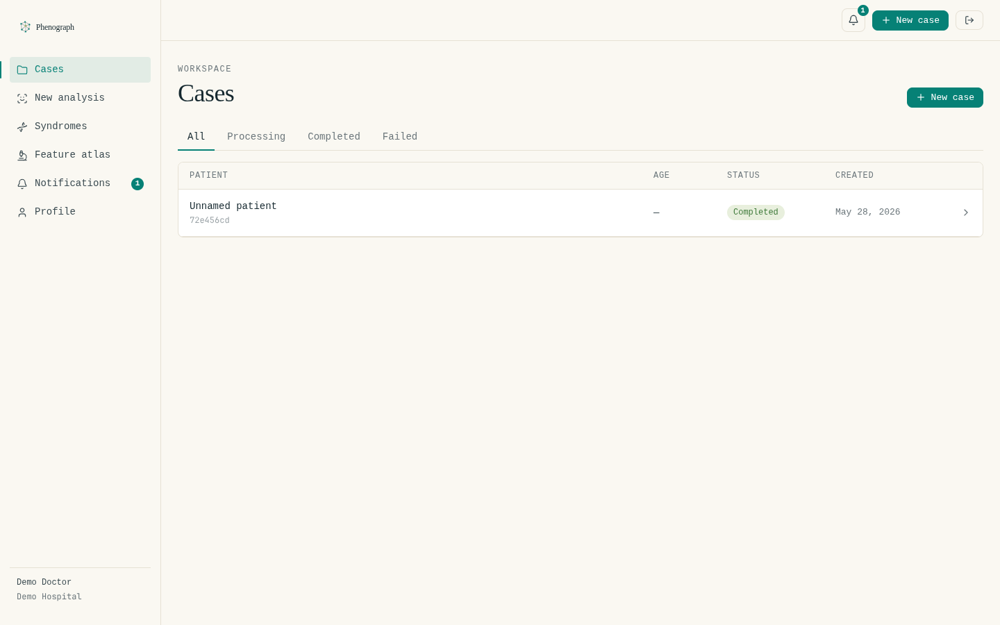 Phenograph
Cases
New analysis
Syndromes
Feature atlas
Notifications 1
Profile
Demo Doctor
Demo Hospital
1
New case
WORKSPACE
Cases
New case
All Processing Completed Failed
PATIENT AGE STATUS CREATED
Unnamed patient — Completed May 28, 2026
72e456cd